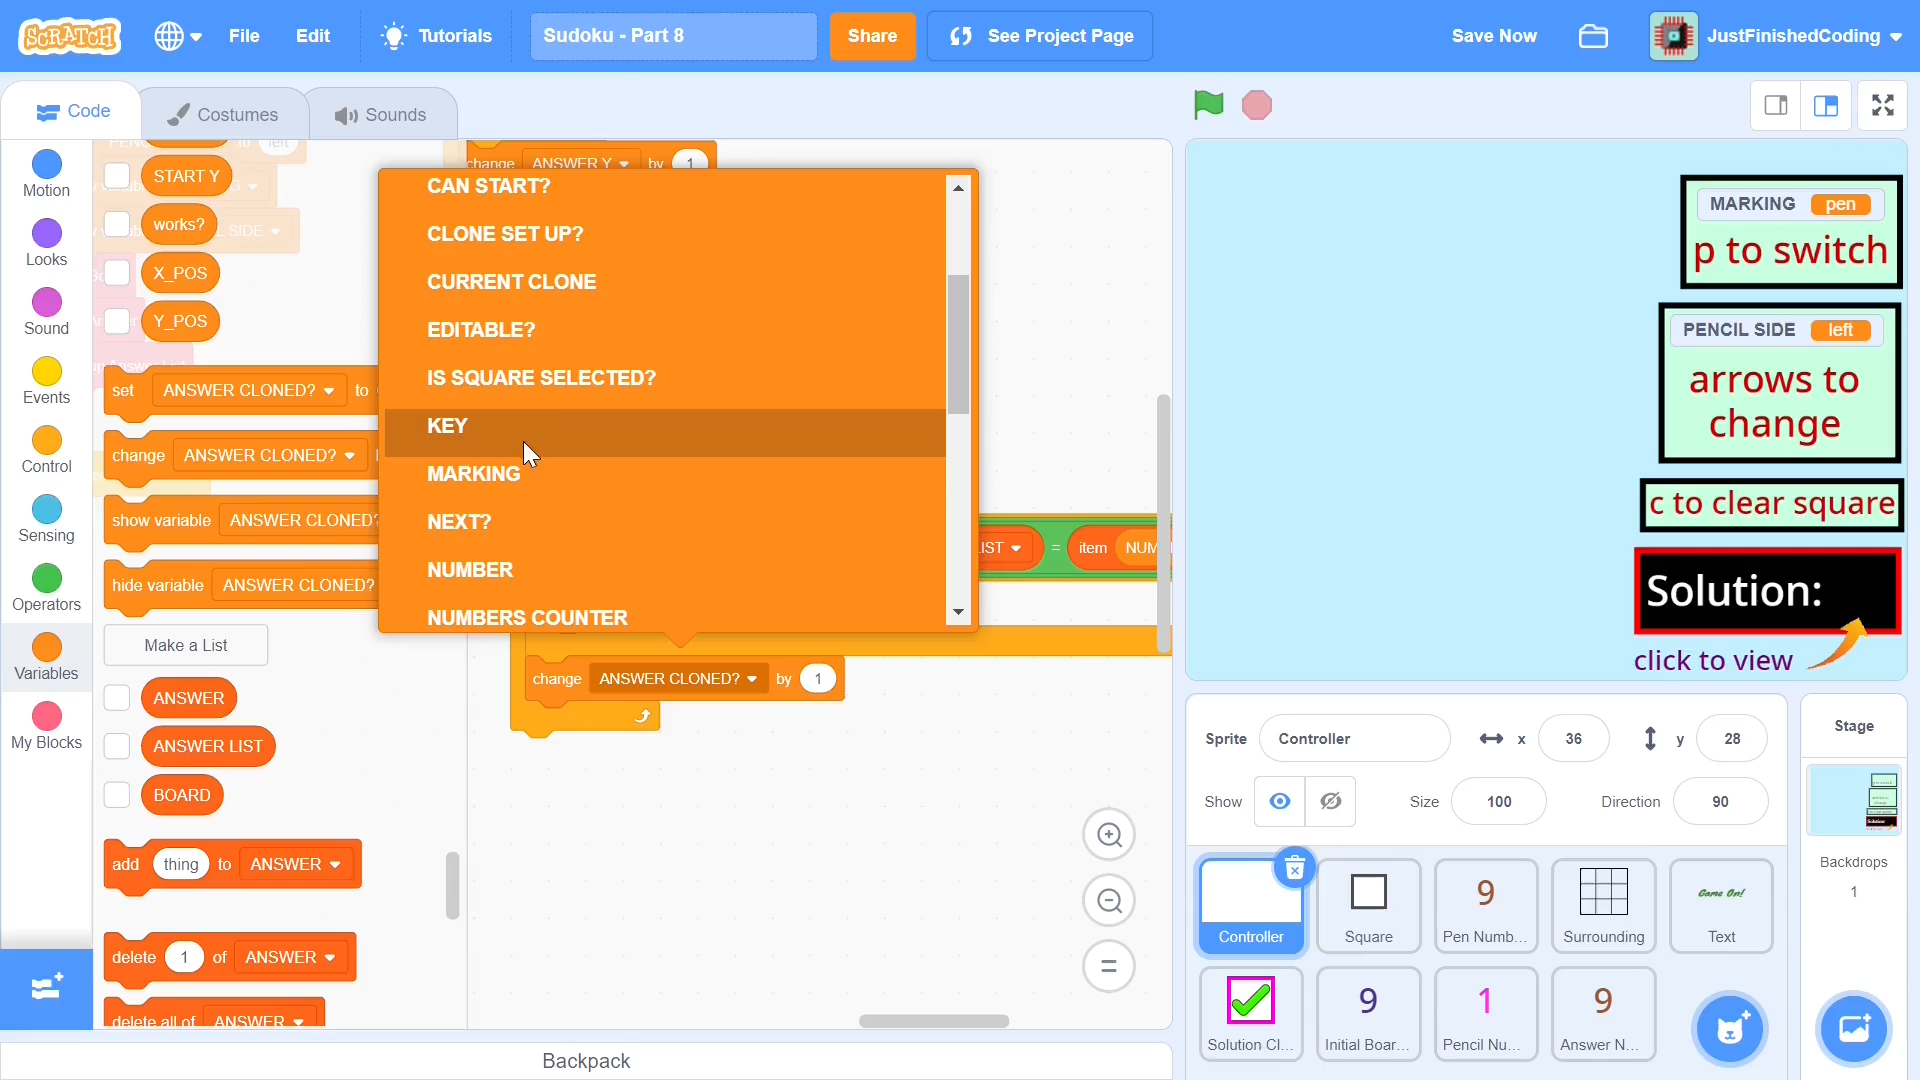 SCRATCH
File
Edit
Tutorials
Sudoku - Part 8
Share
See Project Page
Save Now
JustFinishedCoding
Code
Costumes
Sounds
Motion
Looks
Sound
Events
Control
Sensing
Operators
Variables
My Blocks
START Y
works?
X_POS
Y_POS
set ANSWER CLONED? to
change ANSWER CLONED?
show variable ANSWER CLONED?
hide variable ANSWER CLONED?
Make a List
ANSWER
ANSWER LIST
BOARD
add thing to ANSWER
delete 1 of ANSWER
delete all of ANSWER
change ANSWER Y by 1
CAN START?
CLONE SET UP?
CURRENT CLONE
EDITABLE?
IS SQUARE SELECTED?
KEY
MARKING
NEXT?
NUMBER
NUMBERS COUNTER
= item
change ANSWER CLONED? by 1
Backpack
MARKING pen
p to switch
PENCIL SIDE left
arrows to
change
c to clear square
Solution:
click to view
Sprite Controller x 36 y 28
Show Size 100 Direction 90
Stage
Backdrops
1
Controller
Square
9
Pen Numb...
Surrounding
Game On!
Text
Solution Cl...
9
Initial Boar...
1
Pencil Nu...
9
Answer N...